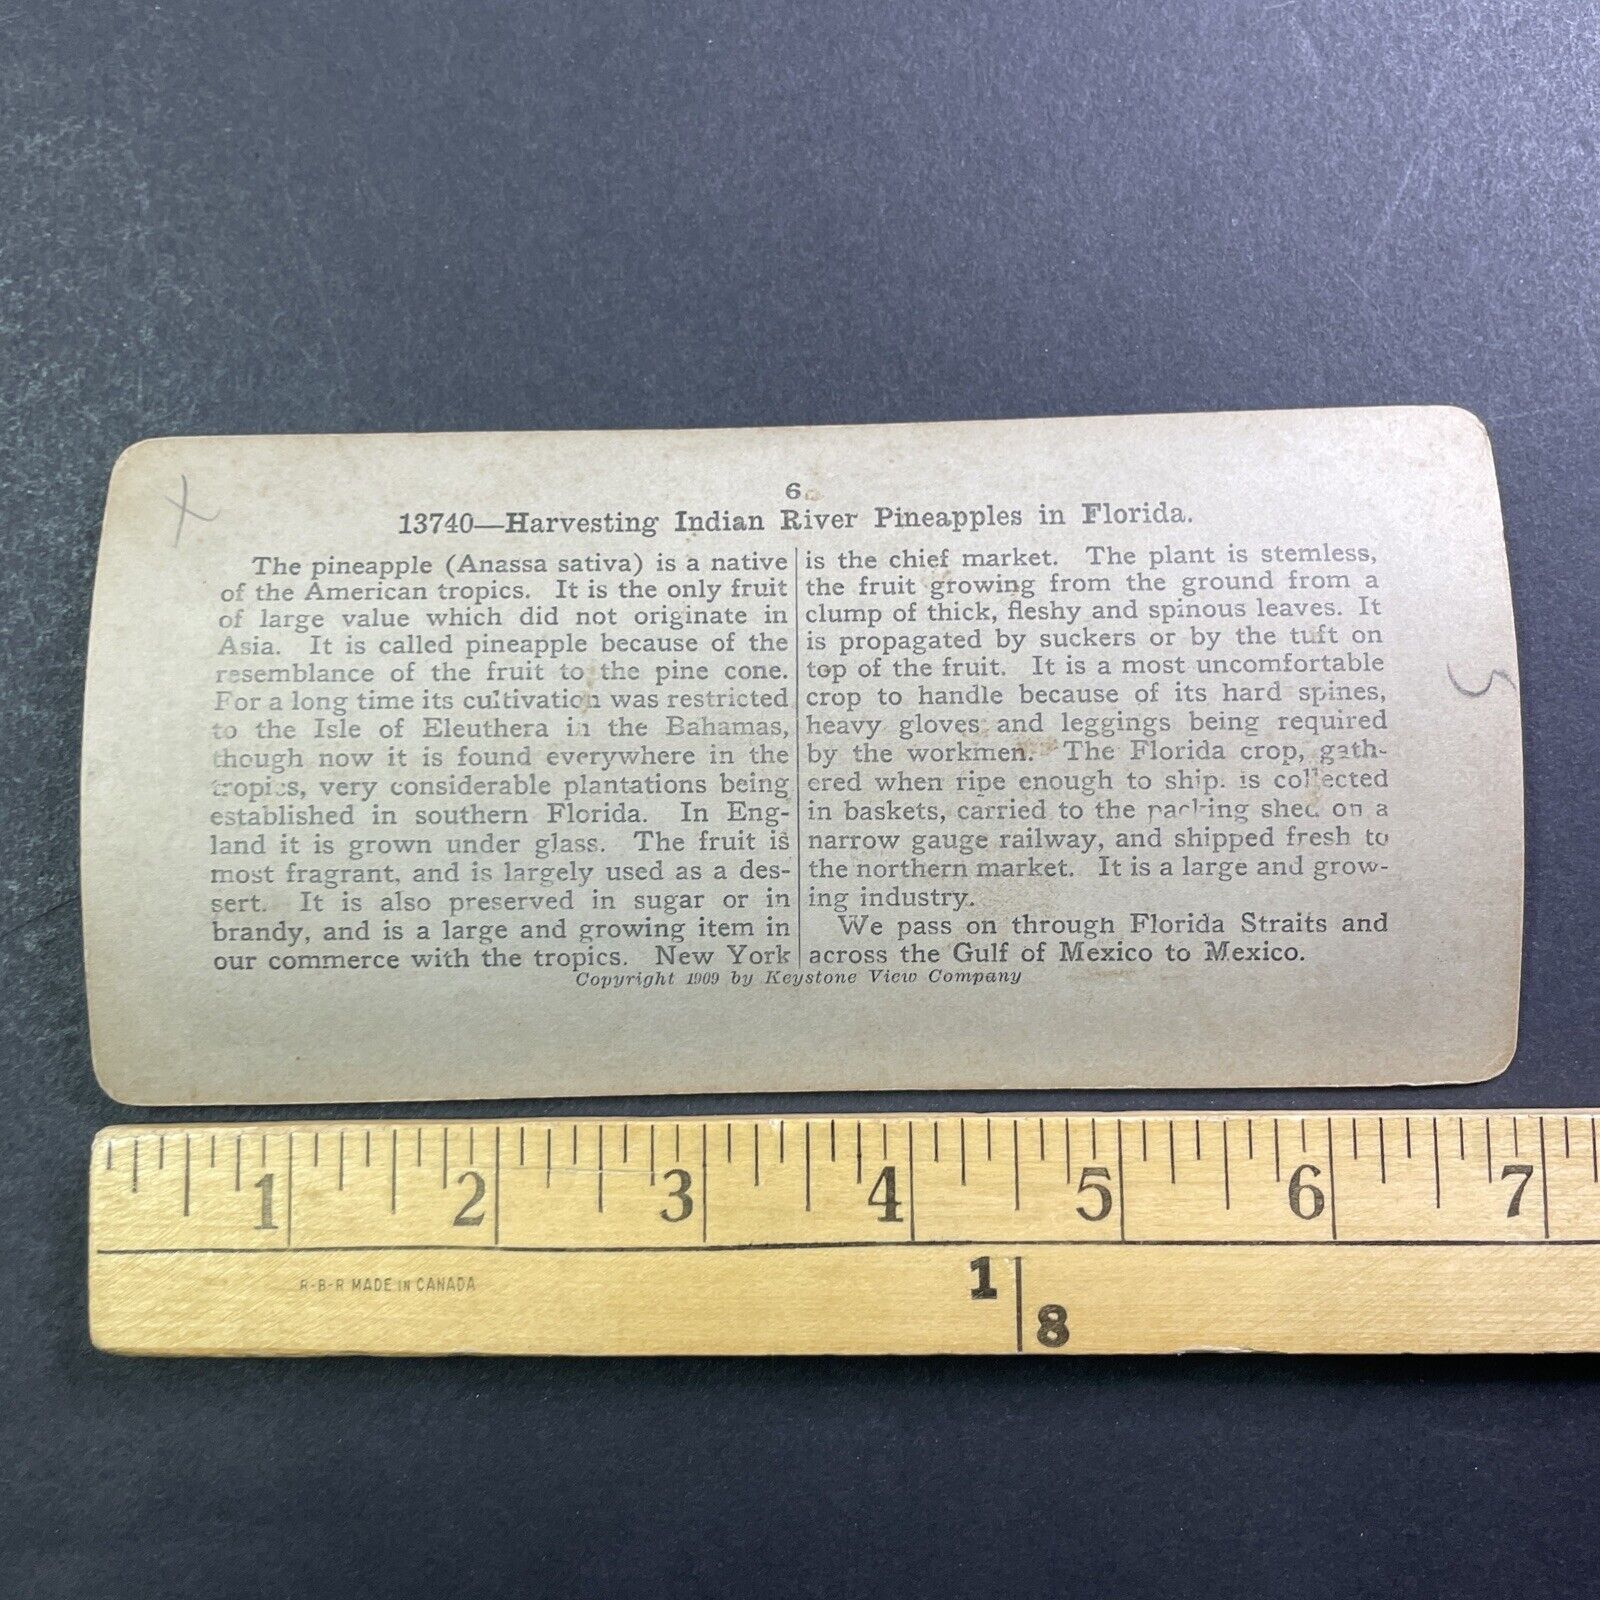 6
13740—Harvesting Indian River Pineapples in Florida.
The pineapple (Anassa sativa) is a native
of the American tropics. It is the only fruit
of large value which did not originate in
Asia. It is called pineapple because of the
resemblance of the fruit to the pine cone.
For a long time its cultivation was restricted
to the Isle of Eleuthera in the Bahamas,
though now it is found everywhere in the
tropics, very considerable plantations being
established in southern Florida. In Eng-
land it is grown under glass. The fruit is
most fragrant, and is largely used as a des-
sert. It is also preserved in sugar or in
brandy, and is a large and growing item in
our commerce with the tropics. New York
is the chief market. The plant is stemless,
the fruit growing from the ground from a
clump of thick, fleshy and spinous leaves. It
is propagated by suckers or by the tuft on
top of the fruit. It is a most uncomfortable
crop to handle because of its hard spines,
heavy gloves and leggings being required
by the workmen. The Florida crop, gath-
ered when ripe enough to ship. is collected
in baskets, carried to the packing shed on a
narrow gauge railway, and shipped fresh to
the northern market. It is a large and grow-
ing industry.
We pass on through Florida Straits and
across the Gulf of Mexico to Mexico.
Copyright 1909 by Keystone View Company
X
1 2 3 4 5 6 7
R-B-R MADE IN CANADA
1
8